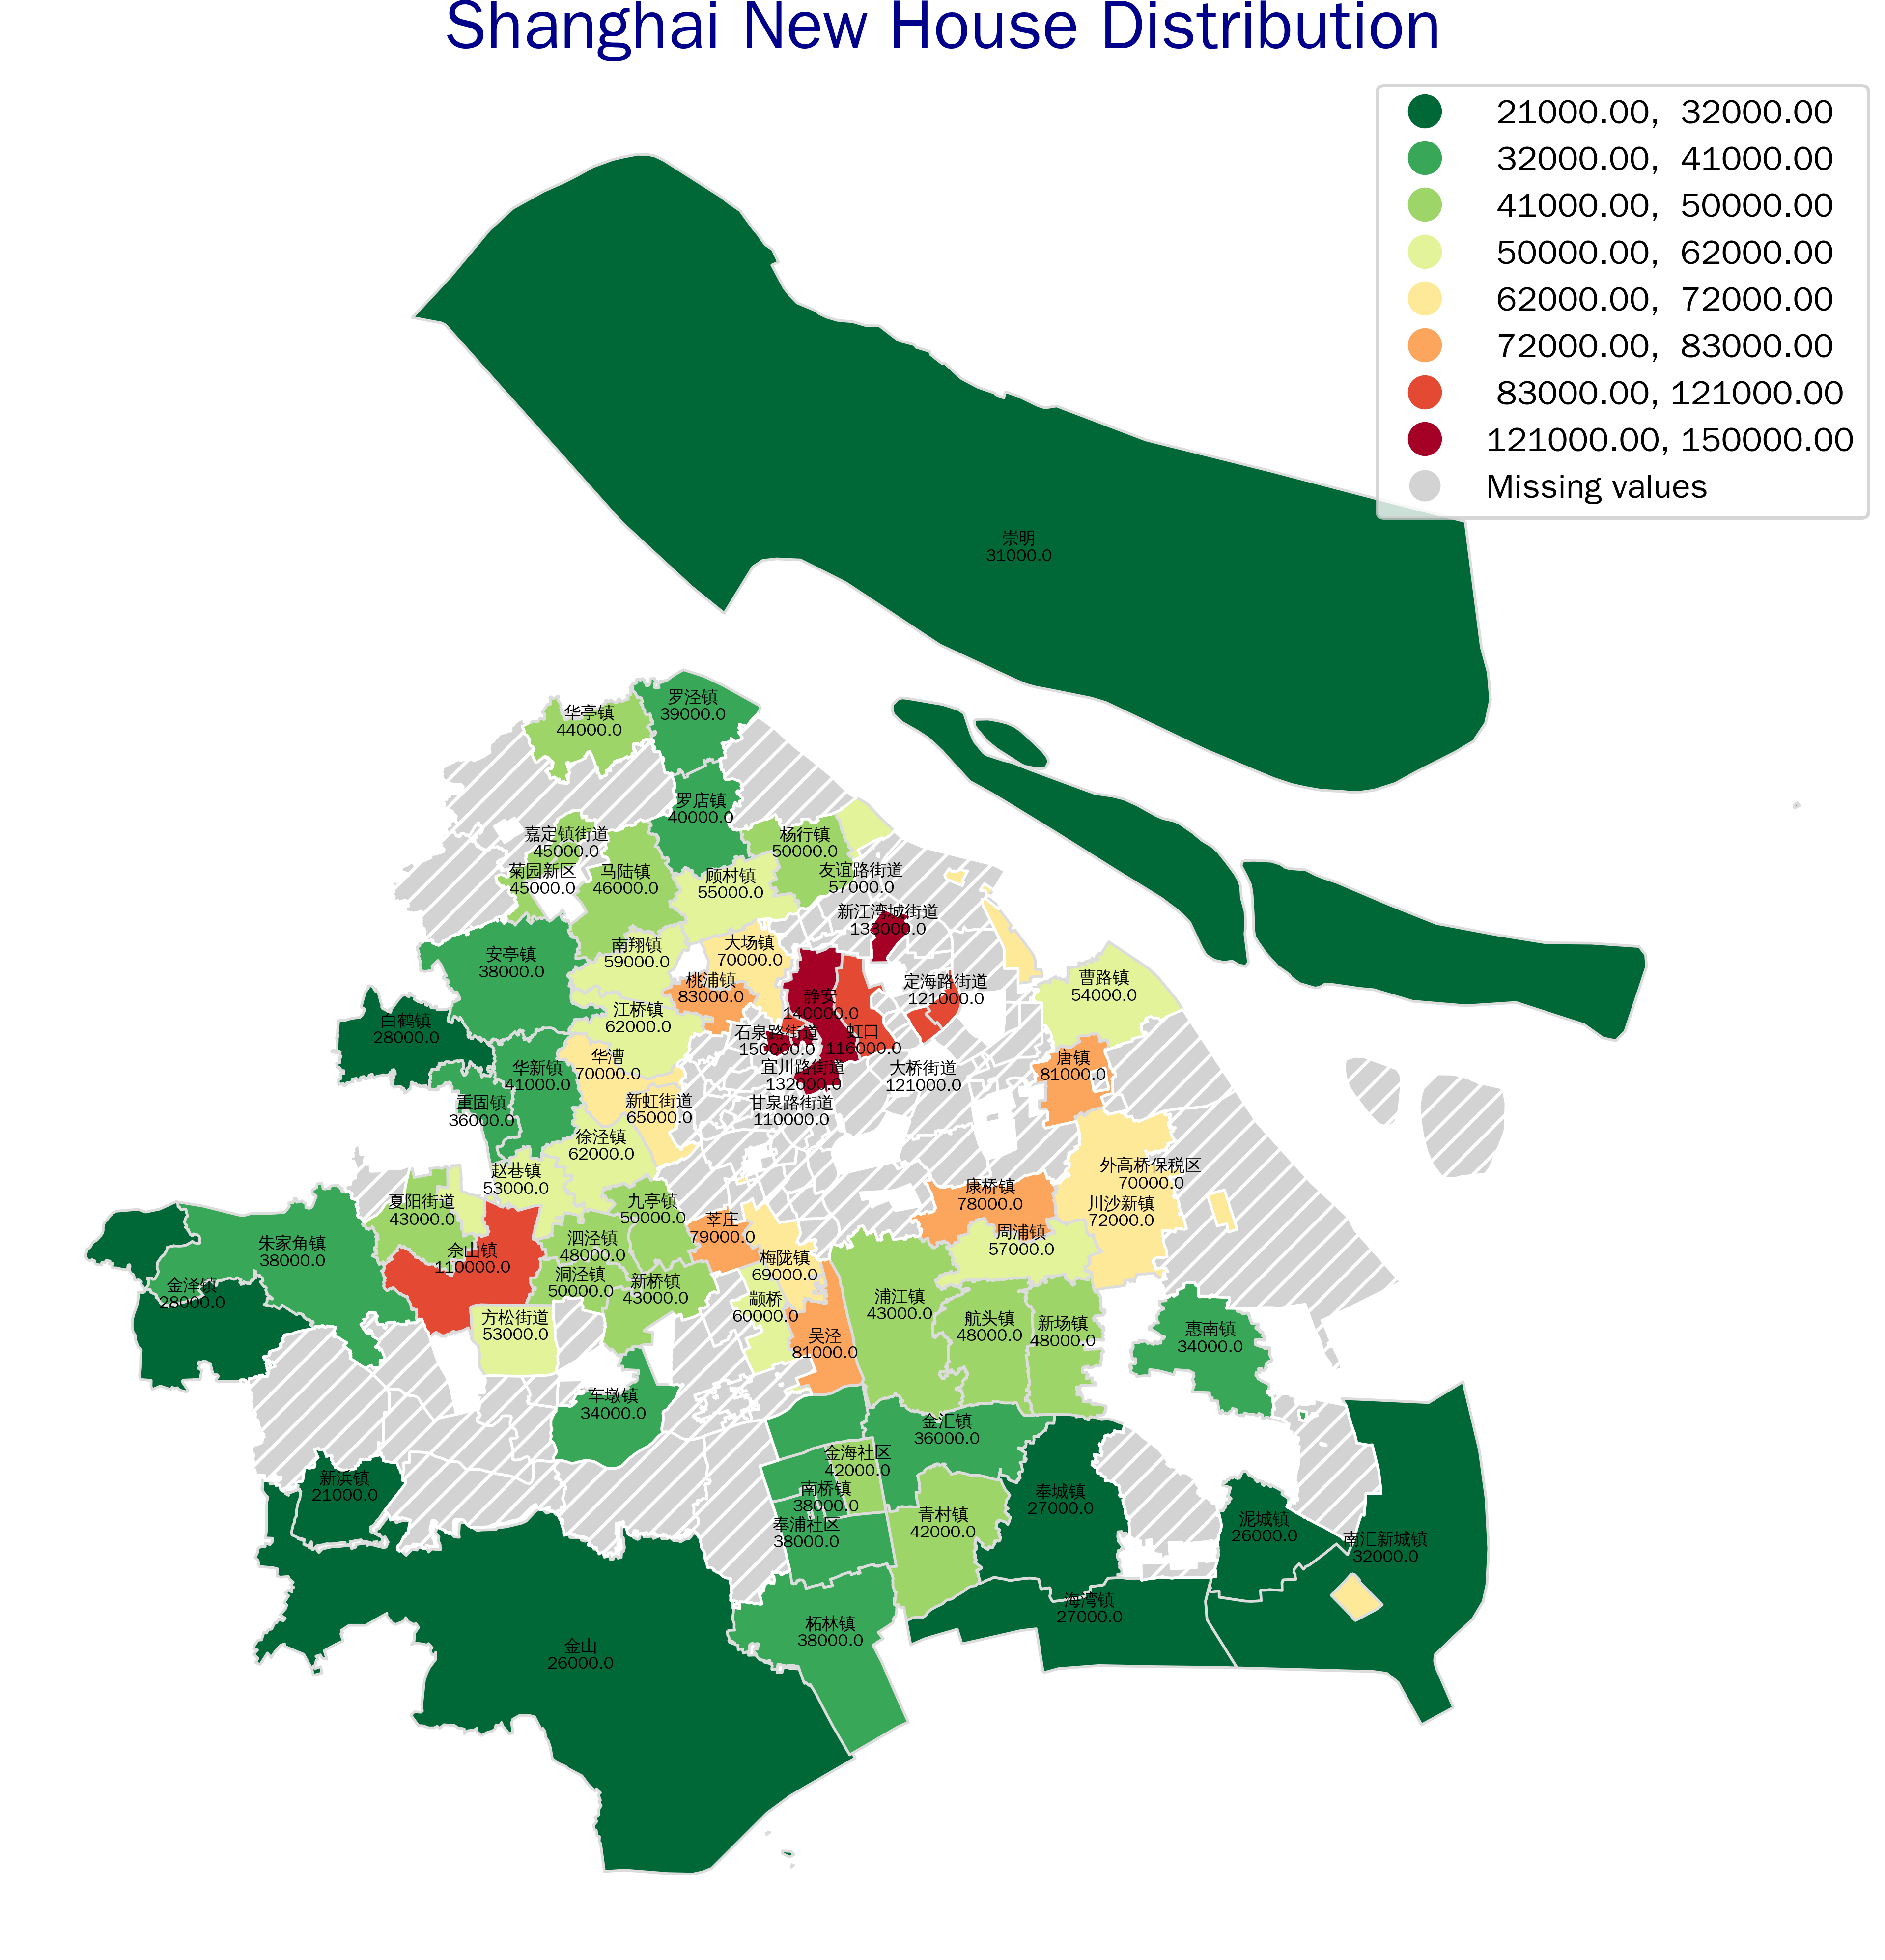 Shanghai New House Distribution
21000.00, 32000.00
32000.00, 41000.00
41000.00, 50000.00
50000.00, 62000.00
62000.00, 72000.00
72000.00, 83000.00
83000.00, 121000.00
121000.00, 150000.00
Missing values
崇明
31000.0
罗泾镇
39000.0
华亭镇
44000.0
罗店镇
40000.0
嘉定镇街道
45000.0
杨行镇
50000.0
菊园新区
45000.0
马陆镇
46000.0
顾村镇
55000.0
友谊路街道
57000.0
新江湾城街道
133000.0
安亭镇
38000.0
南翔镇
59000.0
大场镇
70000.0
桃浦镇
83000.0
定海路街道
121000.0
曹路镇
54000.0
静安
140000.0
白鹤镇
28000.0
江桥镇
62000.0
石泉路街道
150000.0
虹口
116000.0
华新镇
41000.0
华漕
70000.0
宜川路街道
132000.0
大桥街道
121000.0
唐镇
81000.0
重固镇
36000.0
新虹街道
65000.0
甘泉路街道
110000.0
徐泾镇
62000.0
赵巷镇
53000.0
外高桥保税区
70000.0
夏阳街道
43000.0
九亭镇
50000.0
康桥镇
78000.0
川沙新镇
72000.0
朱家角镇
38000.0
佘山镇
110000.0
泗泾镇
48000.0
莘庄
79000.0
周浦镇
57000.0
金泽镇
28000.0
洞泾镇
50000.0
新桥镇
43000.0
梅陇镇
69000.0
方松街道
53000.0
颛桥
60000.0
浦江镇
43000.0
航头镇
48000.0
新场镇
48000.0
惠南镇
34000.0
吴泾
81000.0
车墩镇
34000.0
金汇镇
36000.0
金海社区
42000.0
新浜镇
21000.0
南桥镇
38000.0
奉城镇
27000.0
青村镇
42000.0
奉浦社区
38000.0
泥城镇
26000.0
南汇新城镇
32000.0
海湾镇
27000.0
柘林镇
38000.0
金山
26000.0